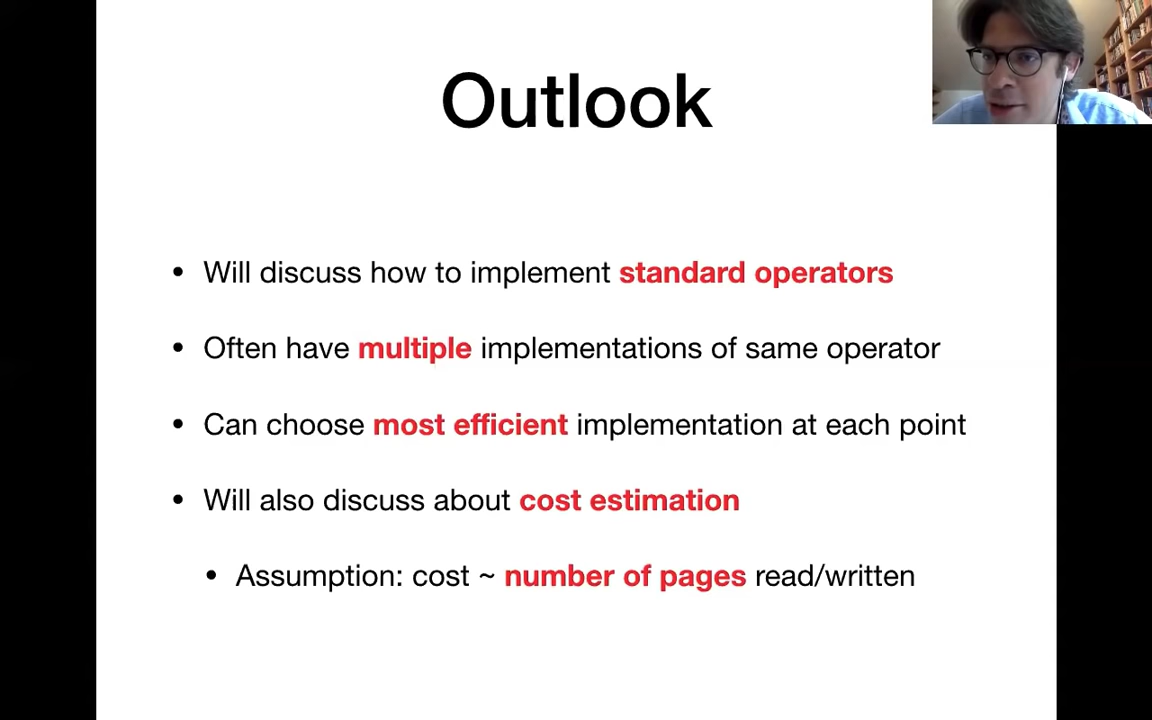 Outlook
• Will discuss how to implement standard operators
• Often have multiple implementations of same operator
• Can choose most efficient implementation at each point
• Will also discuss about cost estimation
• Assumption: cost ~ number of pages read/written